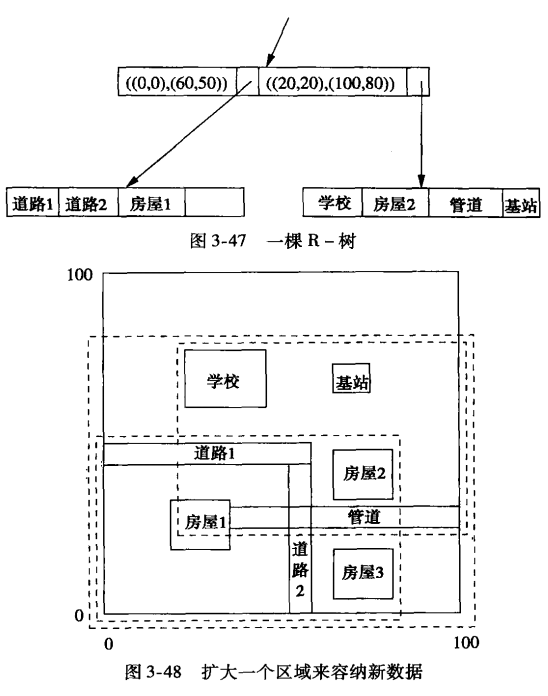 ((0,0),(60,50)) ((20,20),(100,80))
道路1 道路2 房屋1 学校 房屋2 管道 基站
图 3-47 一棵 R－树
100
学校 基站
道路1
房屋2
房屋1 管道
道路2 房屋3
0
0 100
图 3-48 扩大一个区域来容纳新数据